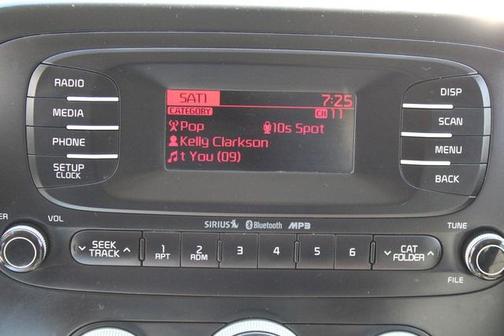 RADIO
MEDIA
PHONE
SETUP
CLOCK
SAT1 7:25
CATEGORY CH 11
Pop 10s Spot
Kelly Clarkson
t You (09)
DISP
SCAN
MENU
BACK
VOL
SIRIUS Bluetooth MP3
TUNE
SEEK
TRACK
1
RPT
2
RDM
3
4
5
6
CAT
FOLDER
FILE